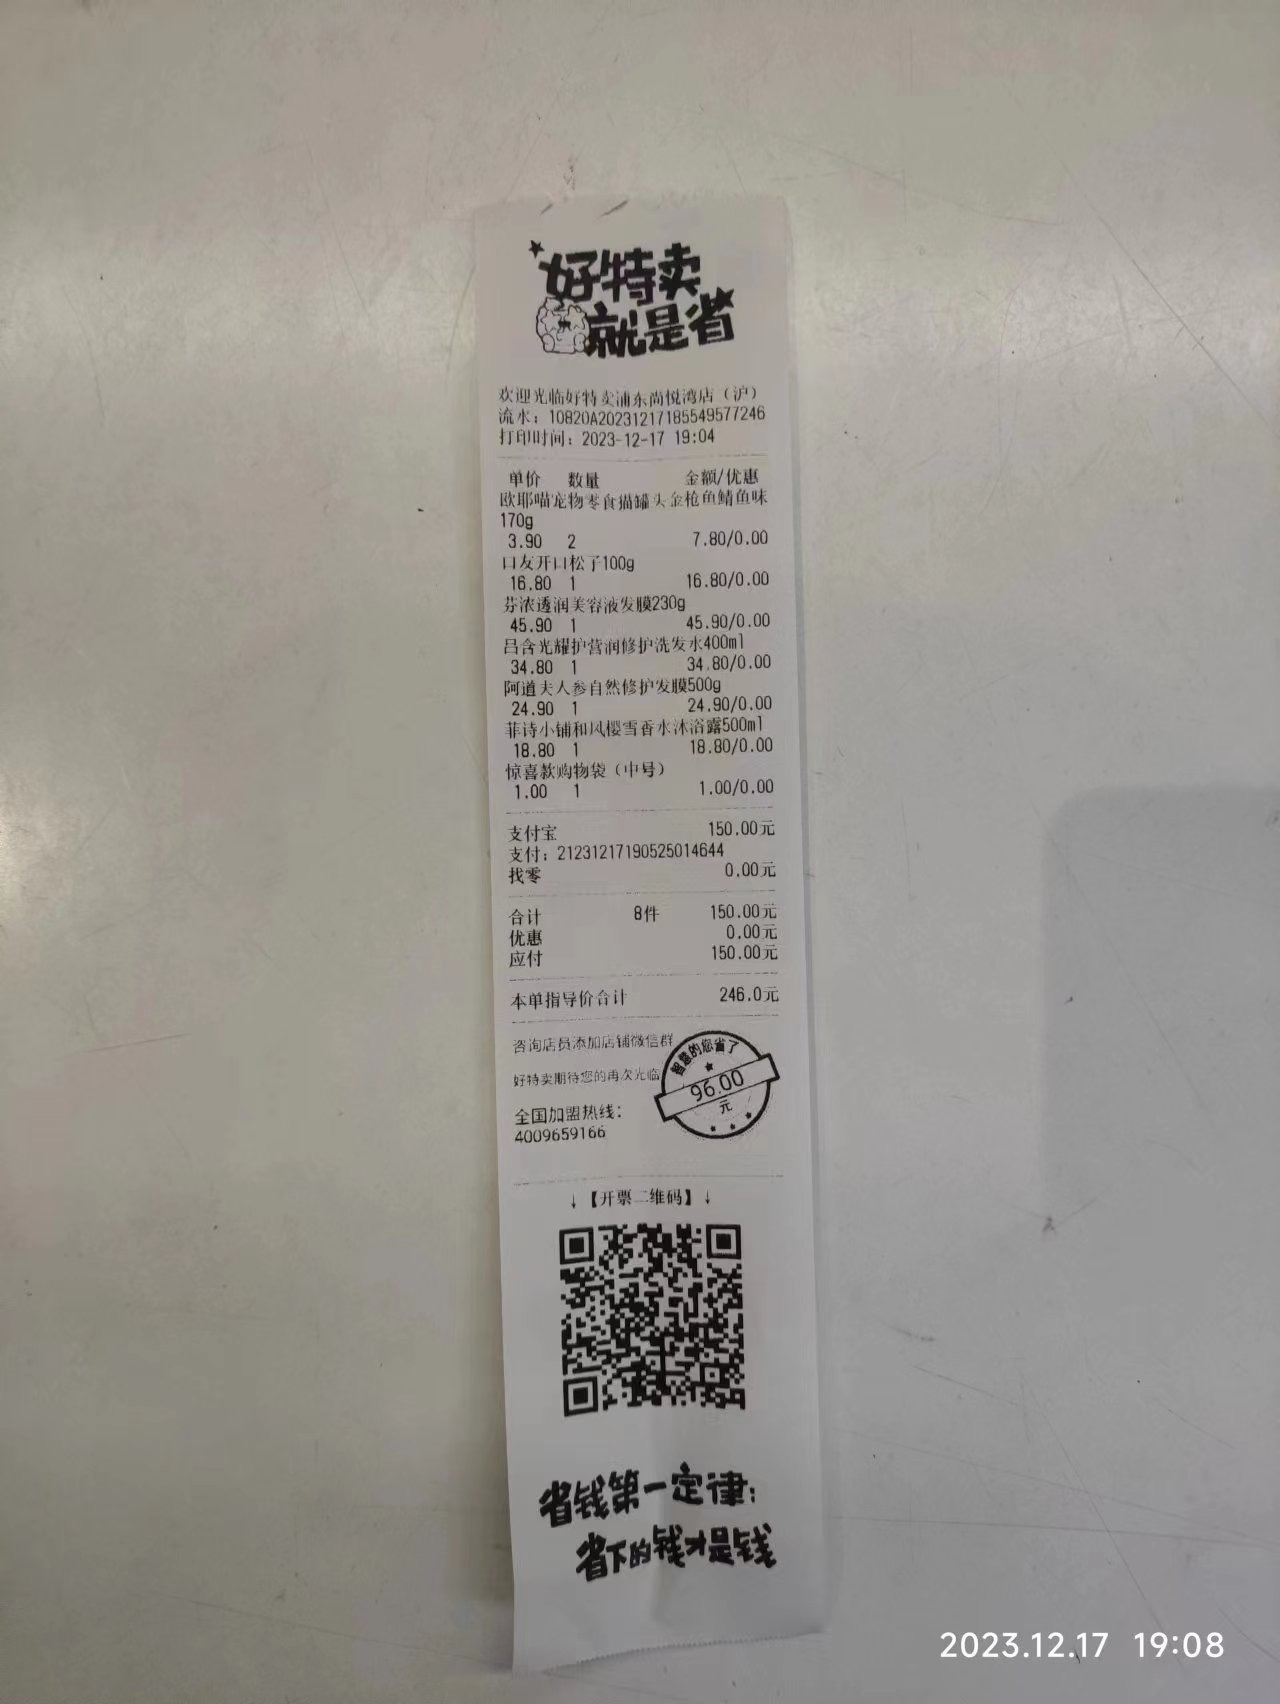 好特卖
就是省
欢迎光临好特卖浦东尚悦湾店（沪）
流水：10820A20231217185549577246
打印时间：2023-12-17 19:04
单价 数量 金额/优惠
欧耶喵宠物零食猫罐头金枪鱼鲭鱼味
170g
3.90 2 7.80/0.00
口友开口松子100g
16.80 1 16.80/0.00
芬浓透润美容液发膜230g
45.90 1 45.90/0.00
吕含光耀护营润修护洗发水400ml
34.80 1 34.80/0.00
阿道夫人参自然修护发膜500g
24.90 1 24.90/0.00
菲诗小铺和风樱雪香水沐浴露500ml
18.80 1 18.80/0.00
惊喜款购物袋（中号）
1.00 1 1.00/0.00
支付宝 150.00元
支付：21231217190525014644
找零 0.00元
合计 8件 150.00元
优惠 0.00元
应付 150.00元
本单指导价合计 246.0元
咨询店员添加店铺微信群
好特卖期待您的再次光临
智慧的您省了
96.00
元
全国加盟热线：
4009659166
↓【开票二维码】↓
省钱第一定律：
省下的钱才是钱
2023.12.17 19:08